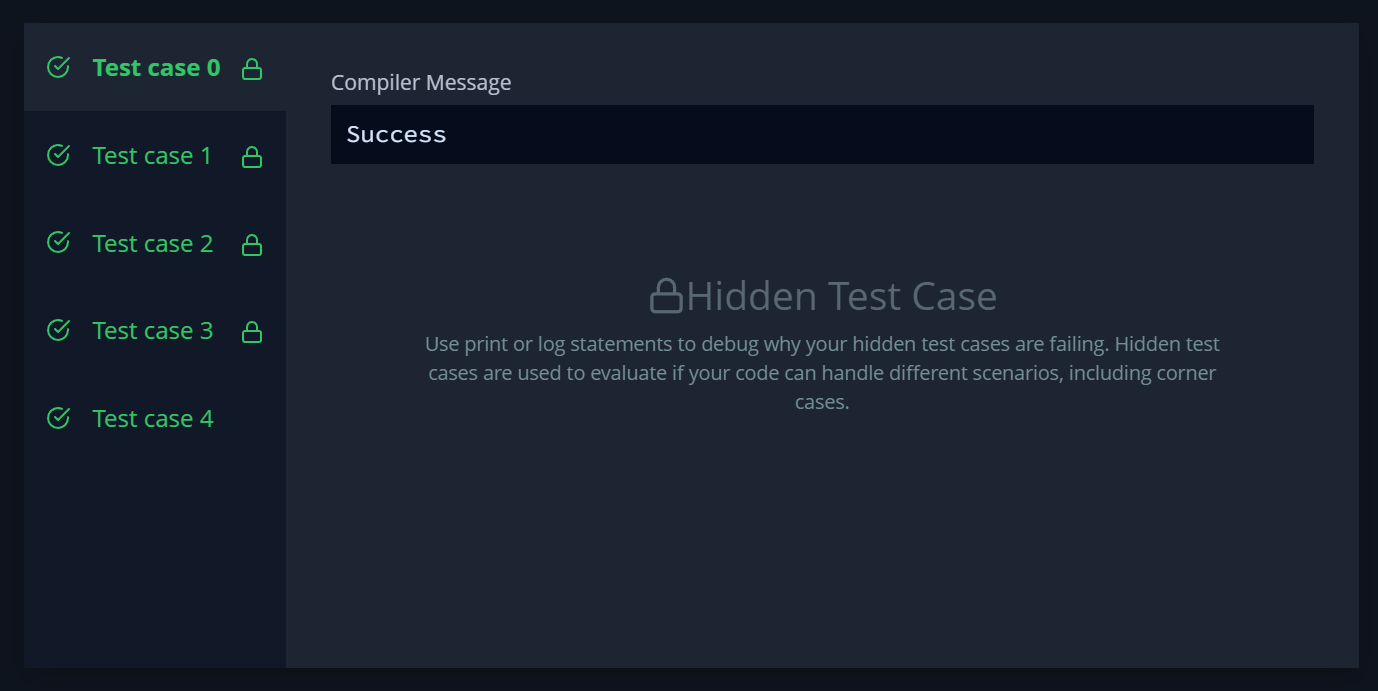 Test case 0
Test case 1
Test case 2
Test case 3
Test case 4
Compiler Message
Success
Hidden Test Case
Use print or log statements to debug why your hidden test cases are failing. Hidden test
cases are used to evaluate if your code can handle different scenarios, including corner
cases.